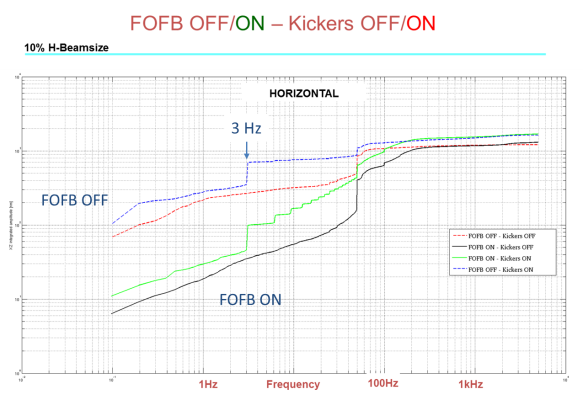 FOFB OFF/ON – Kickers OFF/ON
10% H-Beamsize
HORIZONTAL
3 Hz
FOFB OFF
FOFB ON
FOFB OFF - Kickers OFF
FOFB ON - Kickers OFF
FOFB ON - Kickers ON
FOFB OFF - Kickers ON
1Hz Frequency 100Hz 1kHz